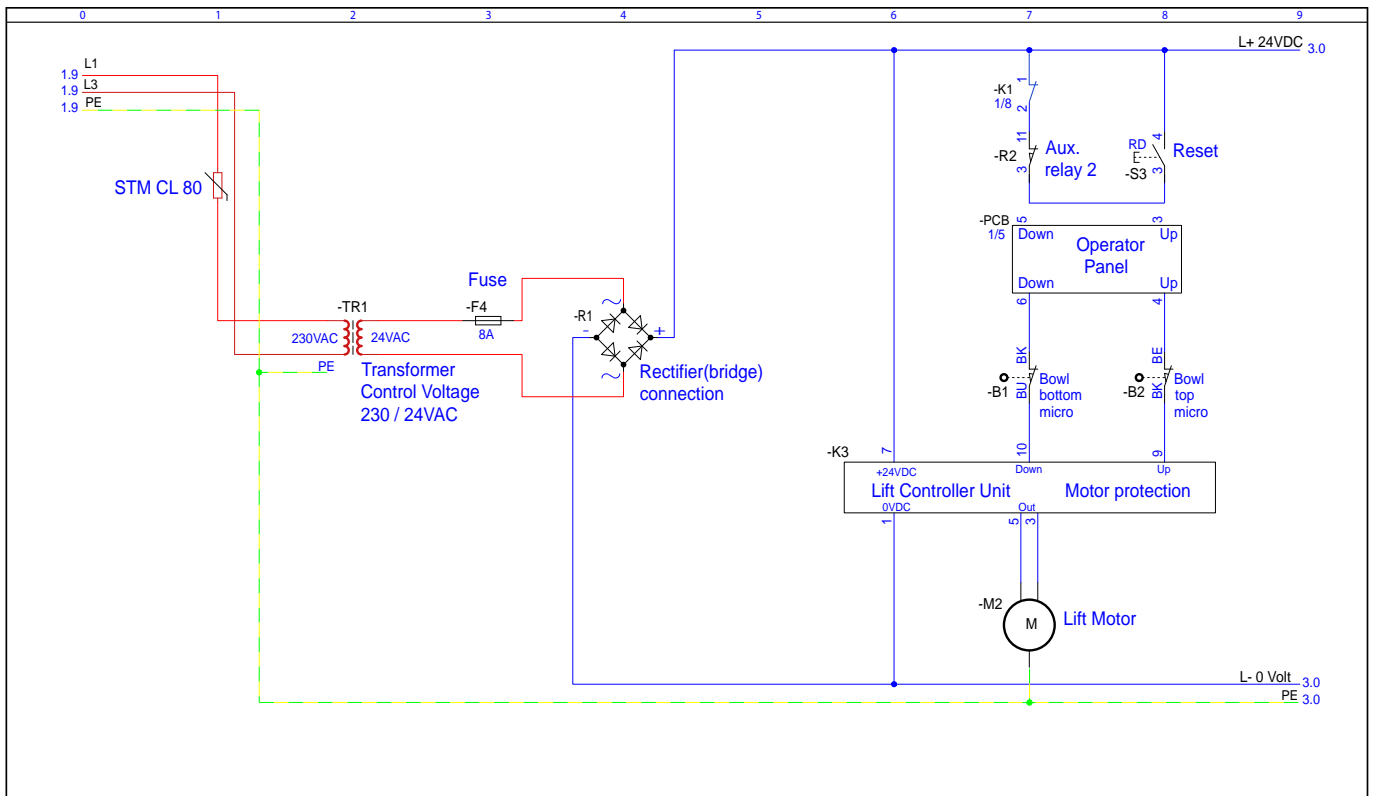 0 1 2 3 4 5 6 7 8 9
L+ 24VDC 3.0
1.9 L1
1.9 L3
1.9 PE
STM CL 80
-K1
1/8
1
2
-R2
11
3
Aux.
relay 2
RD
-S3
4
3
Reset
-PCB
1/5
5
3
Down
Up
Operator
Panel
Down
Up
6
4
Fuse
-TR1
230VAC
24VAC
PE
-F4
8A
-R1
-
+
Transformer
Control Voltage
230 / 24VAC
Rectifier(bridge)
connection
BK
BU
-B1
Bowl
bottom
micro
BE
BK
-B2
Bowl
top
micro
-K3
7
10
9
+24VDC
Down
Up
Lift Controller Unit
Motor protection
0VDC
Out
1
5
3
-M2
M
Lift Motor
L- 0 Volt 3.0
PE 3.0